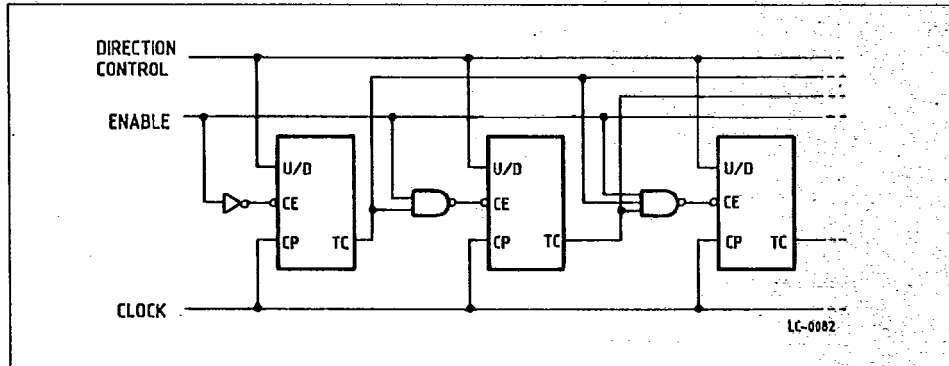 DIRECTION
CONTROL
ENABLE
U/D
U/D
U/D
CE
CE
CE
CP TC
CP TC
CP TC
CLOCK
LC-0082